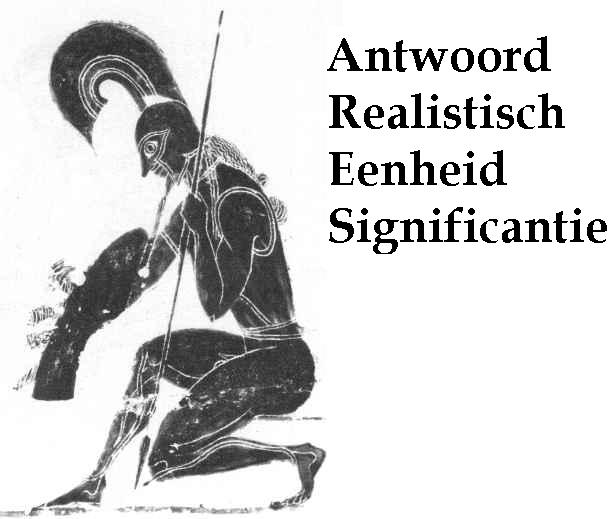 Antwoord
Realistisch
Eenheid
Significantie